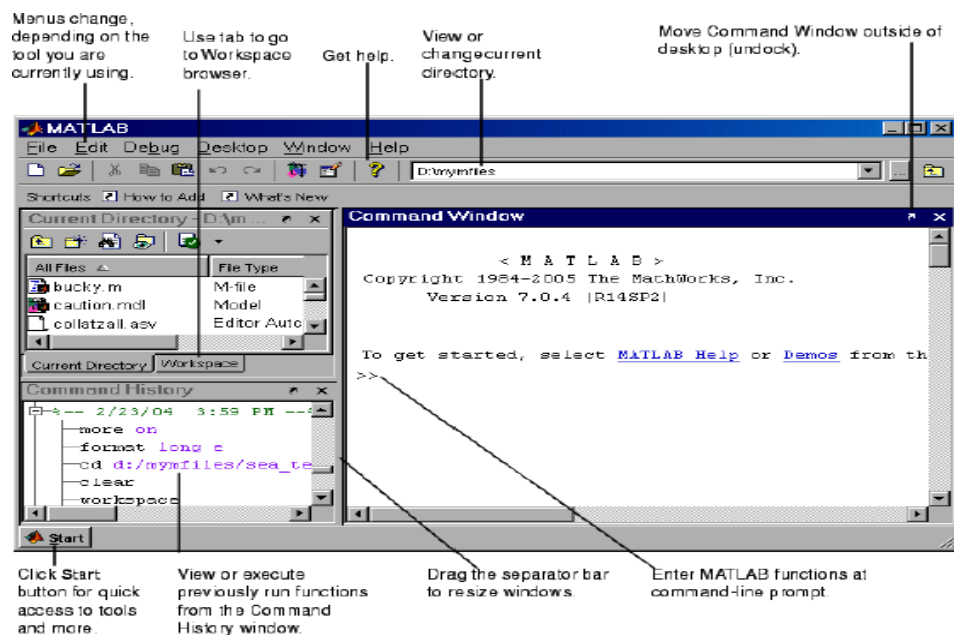 Menus change,
depending on the
tool you are
currently using.
Use tab to go
to Workspace
browser.
Get help.
View or
changecurrent
directory.
Move Command Window outside of
desktop (undock).
MATLAB
File Edit Debug Desktop Window Help
D:\mymfiles
...
Shortcuts How to Add What's New
Current Directory - D:\m ...
All Files File Type
bucky.m M-file
caution.mdl Model
collatzall.asv Editor Auto
Current Directory Workspace
Command History
%-- 2/23/04 3:59 PM --%
more on
format long e
cd d:/mymfiles/sea_te
clear
workspace
Command Window
< M A T L A B >
Copyright 1984-2005 The MathWorks, Inc.
Version 7.0.4 (R14SP2)
To get started, select MATLAB Help or Demos from th
>>
Start
Click Start
button for quick
access to tools
and more.
View or execute
previously run functions
from the Command
History window.
Drag the separator bar
to resize windows.
Enter MATLAB functions at
command-line prompt.